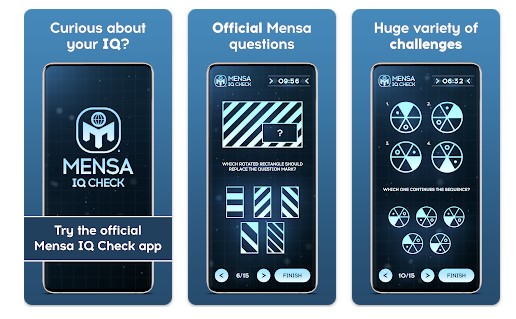 Curious about
your IQ?
MENSA
IQ CHECK
Try the official
Mensa IQ Check app
Official Mensa
questions
MENSA
IQ CHECK
09:56
?
WHICH ROTATED RECTANGLE SHOULD
REPLACE THE QUESTION MARK?
<
6/15
>
FINISH
Huge variety of
challenges
MENSA
IQ CHECK
06:32
1.
2.
3.
4.
WHICH ONE CONTINUES THE SEQUENCE?
<
10/15
>
FINISH